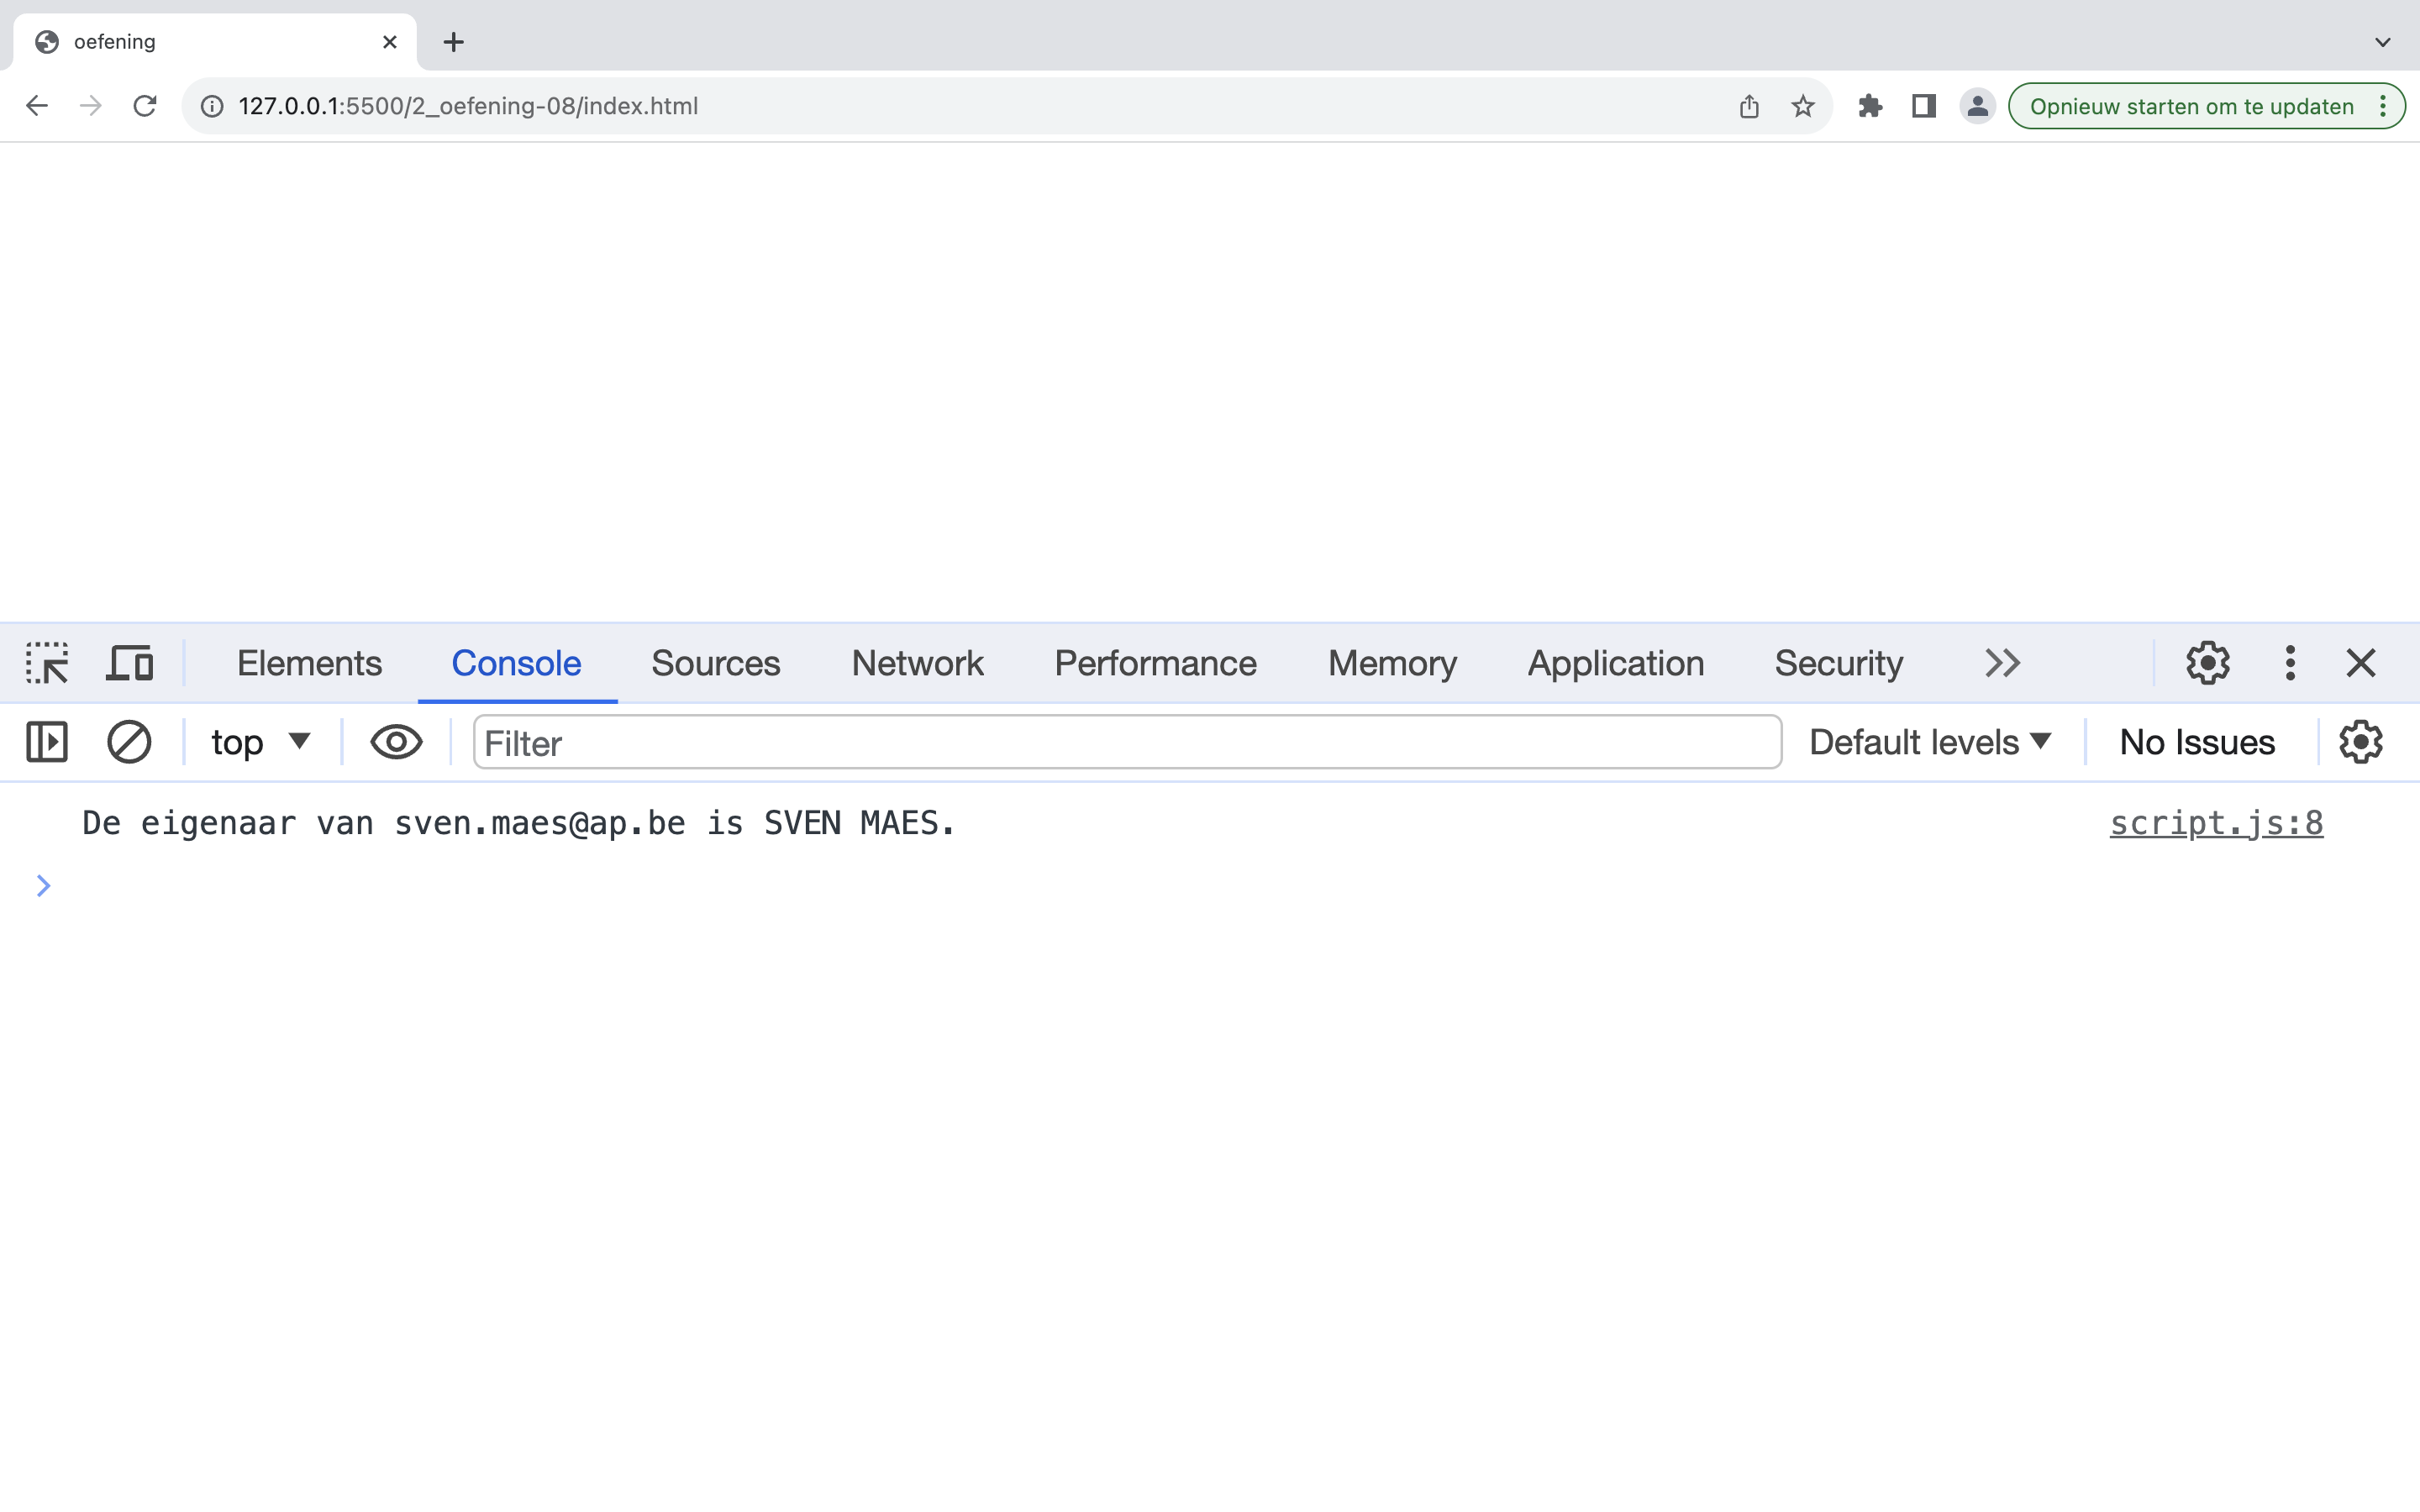 oefening
127.0.0.1:5500/2_oefening-08/index.html
Opnieuw starten om te updaten
Elements Console Sources Network Performance Memory Application Security
top Filter Default levels No Issues
De eigenaar van sven.maes@ap.be is SVEN MAES. script.js:8